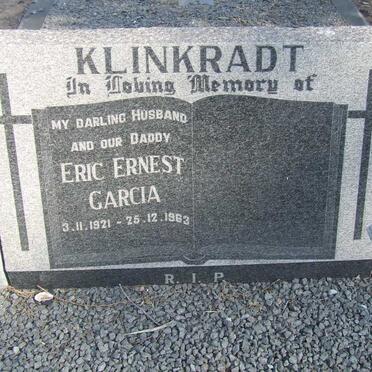 KLINKRADT
In Loving Memory of
MY DARLING HUSBAND
AND OUR DADDY
ERIC ERNEST
GARCIA
3.11.1921 - 25.12.1963
R.I.P.